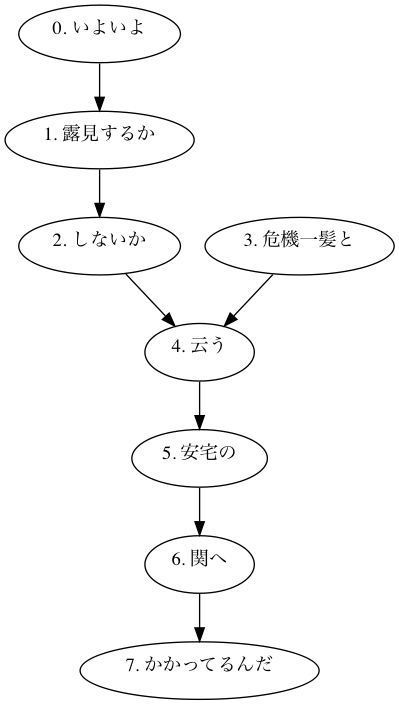 0. いよいよ
1. 露見するか
2. しないか
3. 危機一髪と
4. 云う
5. 安宅の
6. 関へ
7. かかってるんだ